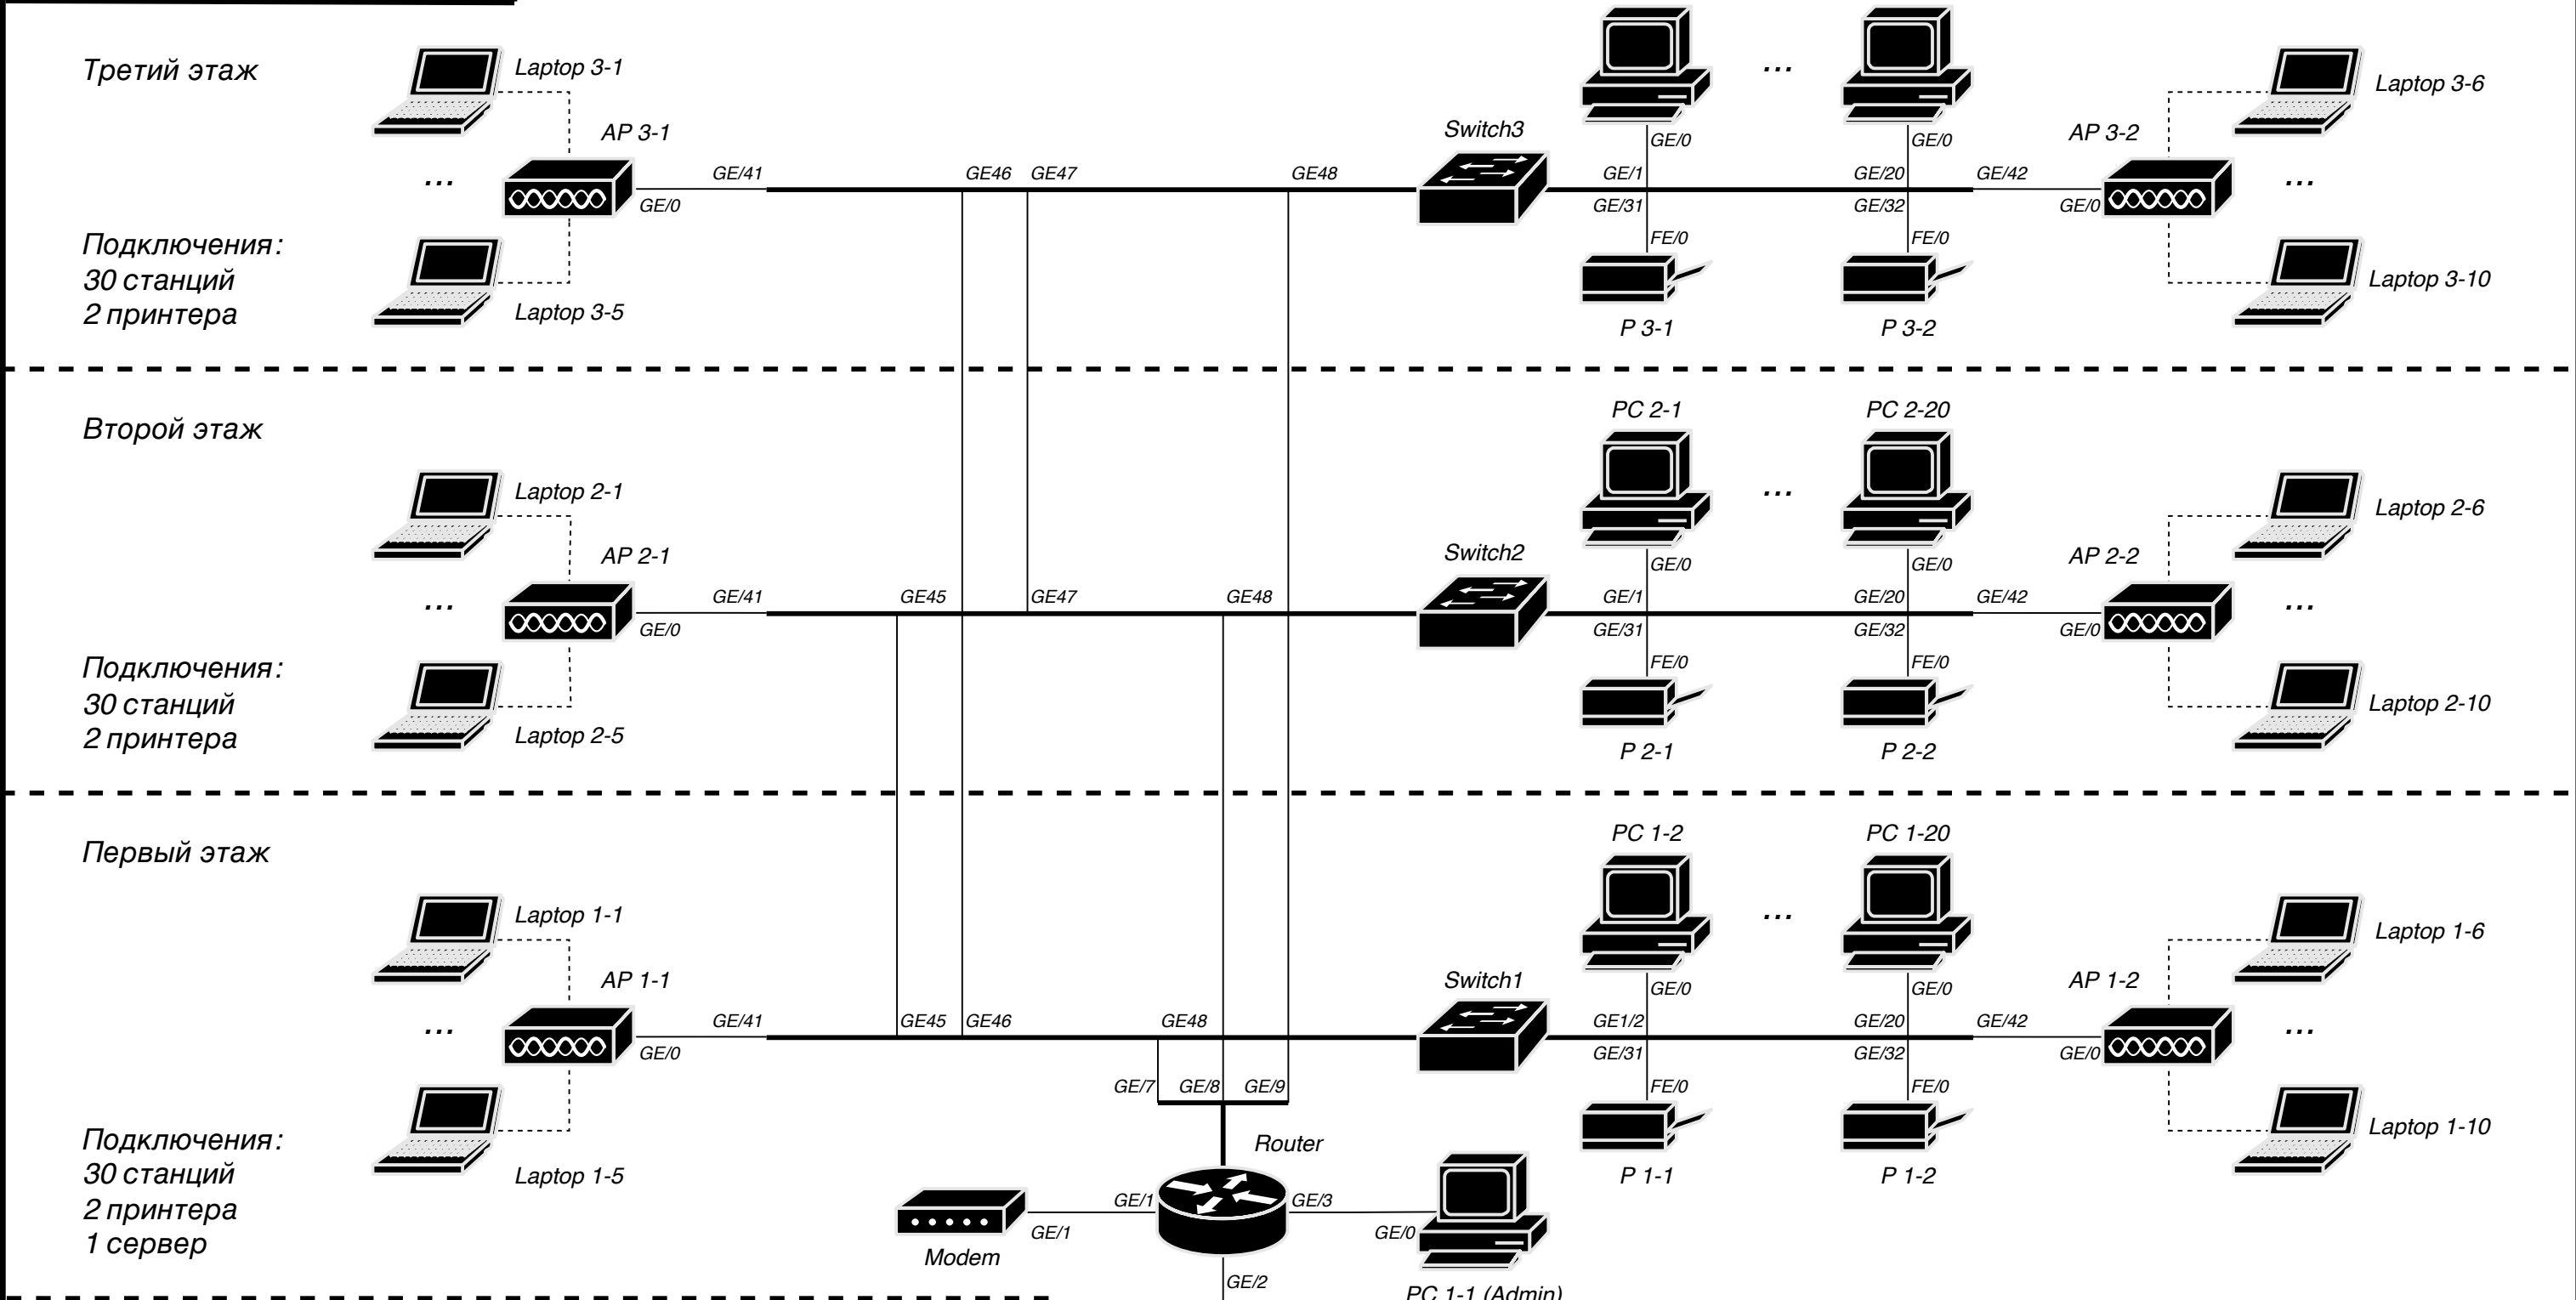 Третий этаж
Laptop 3-1
AP 3-1
...
GE/41
GE/0
Laptop 3-5
Подключения:
30 станций
2 принтера
GE46
GE47
GE48
Switch3
...
GE/0
GE/0
GE/1
GE/20
GE/42
GE/31
GE/32
GE/0
FE/0
FE/0
P 3-1
P 3-2
AP 3-2
Laptop 3-6
...
Laptop 3-10
Второй этаж
Laptop 2-1
AP 2-1
...
GE/41
GE/0
Laptop 2-5
Подключения:
30 станций
2 принтера
GE45
GE47
GE48
Switch2
PC 2-1
...
PC 2-20
GE/0
GE/0
GE/1
GE/20
GE/42
GE/31
GE/32
GE/0
FE/0
FE/0
P 2-1
P 2-2
AP 2-2
Laptop 2-6
...
Laptop 2-10
Первый этаж
Laptop 1-1
AP 1-1
...
GE/41
GE/0
Laptop 1-5
Подключения:
30 станций
2 принтера
1 сервер
GE45
GE46
GE48
Switch1
PC 1-2
...
PC 1-20
GE/0
GE/0
GE1/2
GE/20
GE/42
GE/31
GE/32
GE/0
FE/0
FE/0
P 1-1
P 1-2
AP 1-2
Laptop 1-6
...
Laptop 1-10
GE/7
GE/8
GE/9
Router
GE/1
GE/3
GE/1
GE/0
Modem
GE/2
PC 1-1 (Admin)